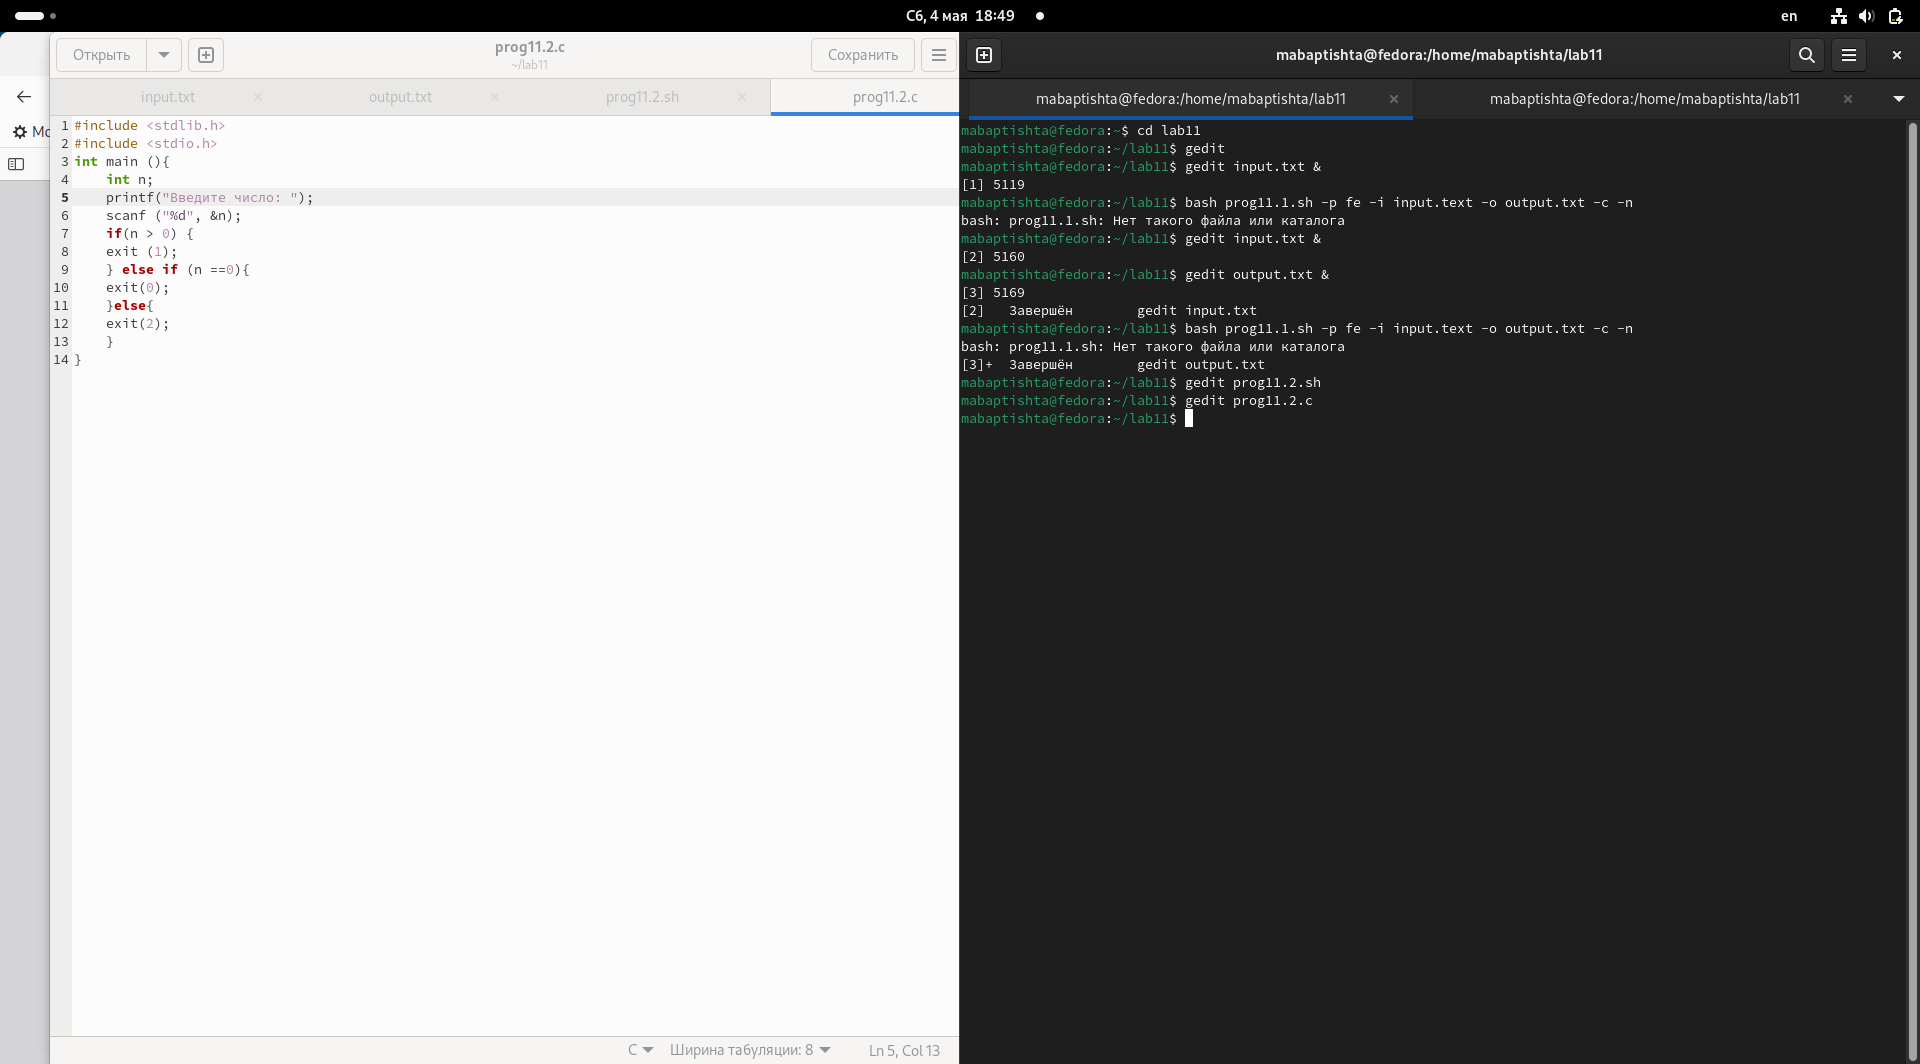 Сб, 4 мая 18:49
en
Открыть
prog11.2.c
~/lab11
Сохранить
input.txt
output.txt
prog11.2.sh
prog11.2.c
Mo
1 #include <stdlib.h>
2 #include <stdio.h>
3 int main (){
4 int n;
5 printf("Введите число: ");
6 scanf ("%d", &n);
7 if(n > 0) {
8 exit (1);
9 } else if (n ==0){
10 exit(0);
11 }else{
12 exit(2);
13 }
14 }
C
Ширина табуляции: 8
Ln 5, Col 13
mabaptishta@fedora:/home/mabaptishta/lab11
mabaptishta@fedora:/home/mabaptishta/lab11
mabaptishta@fedora:/home/mabaptishta/lab11
mabaptishta@fedora:~$ cd lab11
mabaptishta@fedora:~/lab11$ gedit
mabaptishta@fedora:~/lab11$ gedit input.txt &
[1] 5119
mabaptishta@fedora:~/lab11$ bash prog11.1.sh -p fe -i input.text -o output.txt -c -n
bash: prog11.1.sh: Нет такого файла или каталога
mabaptishta@fedora:~/lab11$ gedit input.txt &
[2] 5160
mabaptishta@fedora:~/lab11$ gedit output.txt &
[3] 5169
[2] Завершён gedit input.txt
mabaptishta@fedora:~/lab11$ bash prog11.1.sh -p fe -i input.text -o output.txt -c -n
bash: prog11.1.sh: Нет такого файла или каталога
[3]+ Завершён gedit output.txt
mabaptishta@fedora:~/lab11$ gedit prog11.2.sh
mabaptishta@fedora:~/lab11$ gedit prog11.2.c
mabaptishta@fedora:~/lab11$